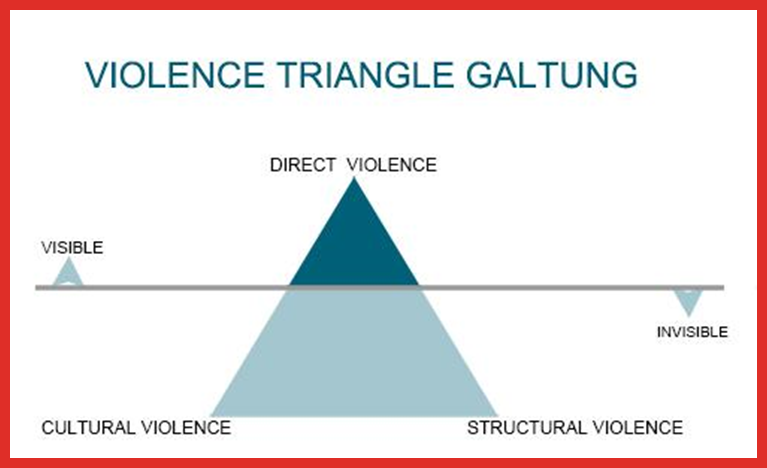 VIOLENCE TRIANGLE GALTUNG
DIRECT VIOLENCE
VISIBLE
INVISIBLE
CULTURAL VIOLENCE
STRUCTURAL VIOLENCE